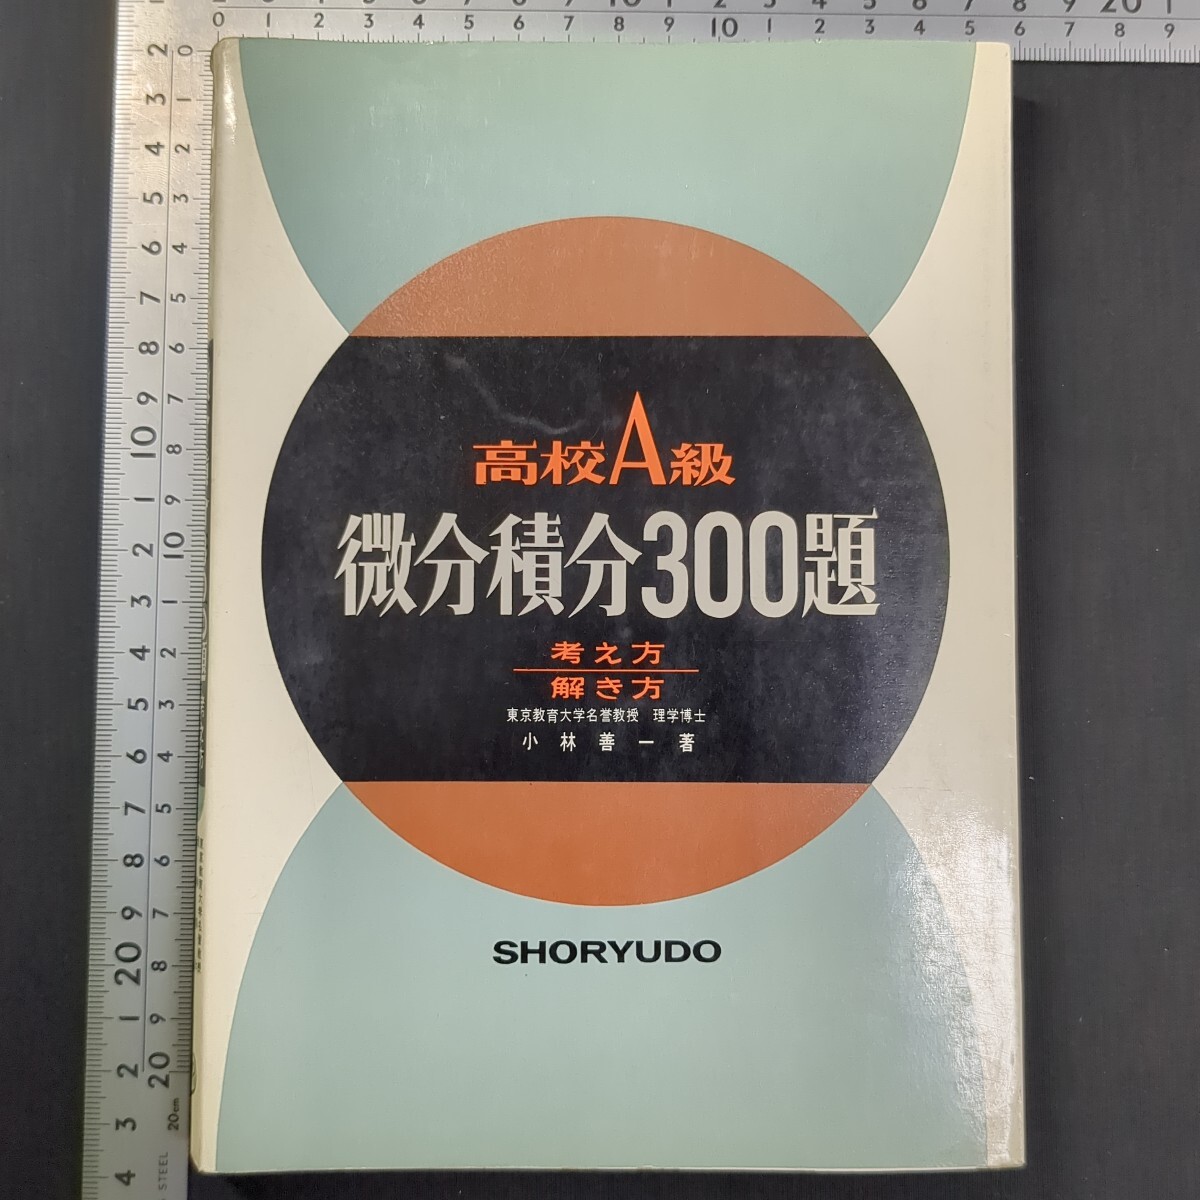 高校A級
微分積分300題
考え方
解き方
東京教育大学名誉教授 理学博士
小林善一著
SHORYUDO
20cm
STEEL